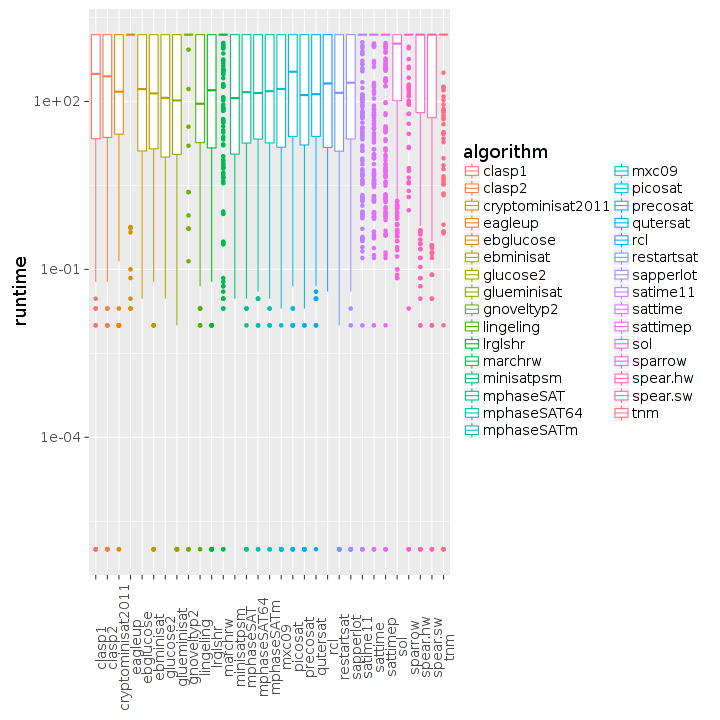 runtime
1e+02
1e-01
1e-04
clasp1
clasp2
cryptominisat2011
eagleup
ebglucose
ebminisat
glucose2
glueminisat
gnoveltyp2
lingeling
lrglshr
marchrw
minisatpsm
mphaseSAT
mphaseSAT64
mphaseSATm
mxc09
picosat
precosat
qutersat
rcl
restartsat
sapperlot
satime11
sattime
sattimep
sol
sparrow
spear.hw
spear.sw
tnm
algorithm
clasp1
clasp2
cryptominisat2011
eagleup
ebglucose
ebminisat
glucose2
glueminisat
gnoveltyp2
lingeling
lrglshr
marchrw
minisatpsm
mphaseSAT
mphaseSAT64
mphaseSATm
mxc09
picosat
precosat
qutersat
rcl
restartsat
sapperlot
satime11
sattime
sattimep
sol
sparrow
spear.hw
spear.sw
tnm